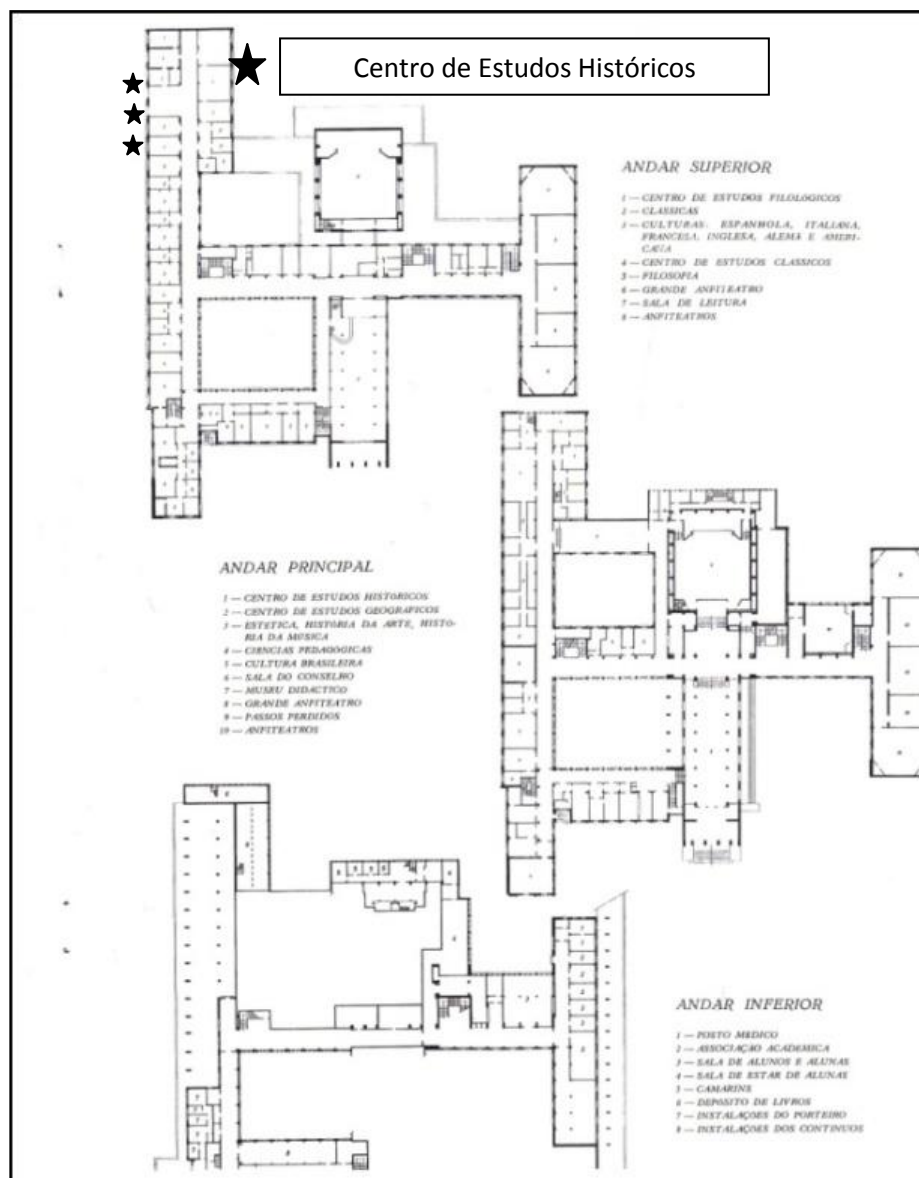 Centro de Estudos Históricos
ANDAR SUPERIOR
1 — CENTRO DE ESTUDOS FILOLOGICOS
2 — CLASSICAS
3 — CULTURAS: ESPANHOLA, ITALIANA,
FRANCESA, INGLESA, ALEMÃ E AMERI-
CANA
4 — CENTRO DE ESTUDOS CLASSICOS
5 — FILOSOFIA
6 — GRANDE ANFITEATRO
7 — SALA DE LEITURA
8 — ANFITEATROS
ANDAR PRINCIPAL
1 — CENTRO DE ESTUDOS HISTORICOS
2 — CENTRO DE ESTUDOS GEOGRAFICOS
3 — ESTETICA, HISTORIA DA ARTE, HISTO-
RIA DA MUSICA
4 — CIENCIAS PEDAGOGICAS
5 — CULTURA BRASILEIRA
6 — SALA DO CONSELHO
7 — MUSEU DIDACTICO
8 — GRANDE ANFITEATRO
9 — PASSOS PERDIDOS
10 — ANFITEATROS
ANDAR INFERIOR
1 — POSTO MEDICO
2 — ASSOCIAÇÃO ACADEMICA
3 — SALA DE ALUNOS E ALUNAS
4 — SALA DE ESTAR DE ALUNAS
5 — CAMARINS
6 — DEPOSITO DE LIVROS
7 — INSTALAÇÕES DO PORTEIRO
8 — INSTALAÇÕES DOS CONTINUOS